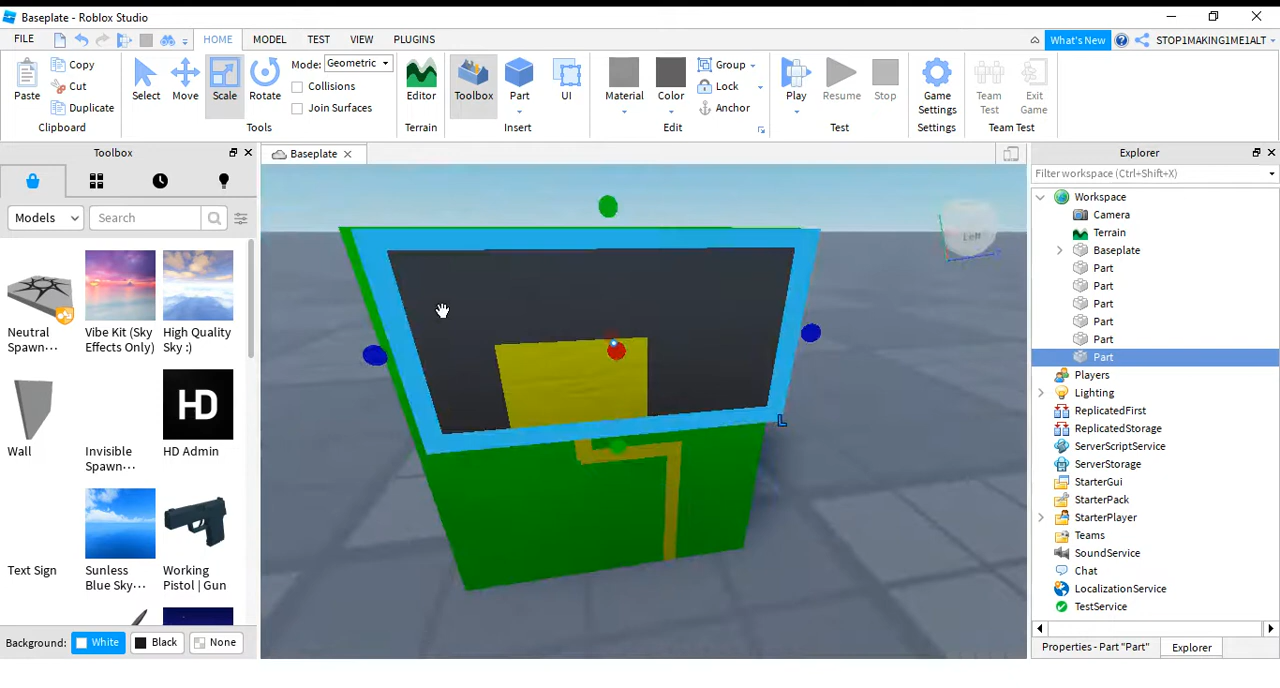 Baseplate - Roblox Studio
FILE HOME MODEL TEST VIEW PLUGINS What's New STOP1MAKING1ME1ALT
Paste Copy Cut Duplicate Select Move Scale Rotate Mode: Geometric Collisions Join Surfaces Editor Toolbox Part UI Material Color Group Lock Anchor Play Resume Stop Game Settings Team Test Exit Game
Clipboard Tools Terrain Insert Edit Test Settings Team Test
Toolbox Baseplate Explorer
Filter workspace (Ctrl+Shift+X)
Models Search
Workspace
Camera
Terrain
Baseplate
Part
Part
Part
Part
Part
Part
Players
Lighting
ReplicatedFirst
ReplicatedStorage
ServerScriptService
ServerStorage
StarterGui
StarterPack
StarterPlayer
Teams
SoundService
Chat
LocalizationService
TestService
Neutral Spawn... Vibe Kit (Sky Effects Only) High Quality Sky :)
HD
Wall Invisible Spawn... HD Admin
Text Sign Sunless Blue Sky... Working Pistol | Gun
Left
L
Background: White Black None
Properties - Part "Part" Explorer